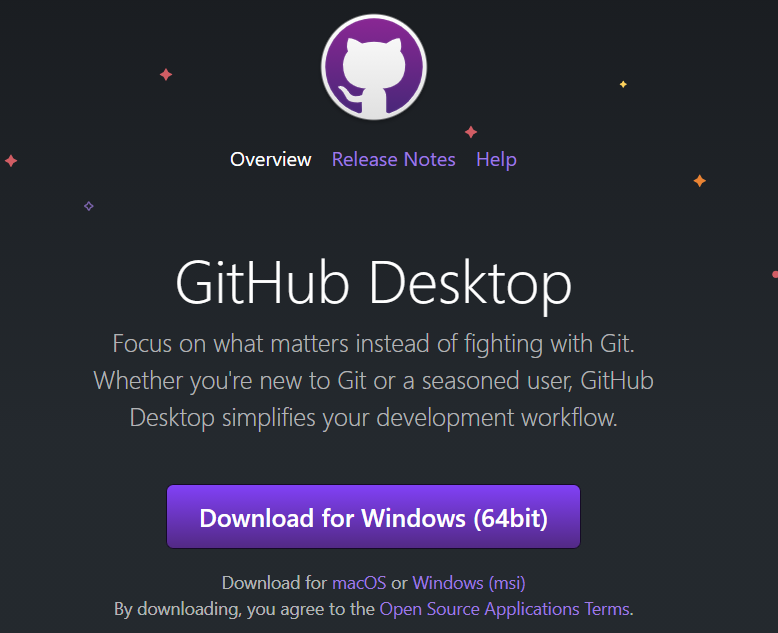 Overview Release Notes Help
GitHub Desktop
Focus on what matters instead of fighting with Git.
Whether you're new to Git or a seasoned user, GitHub
Desktop simplifies your development workflow.
Download for Windows (64bit)
Download for macOS or Windows (msi)
By downloading, you agree to the Open Source Applications Terms.